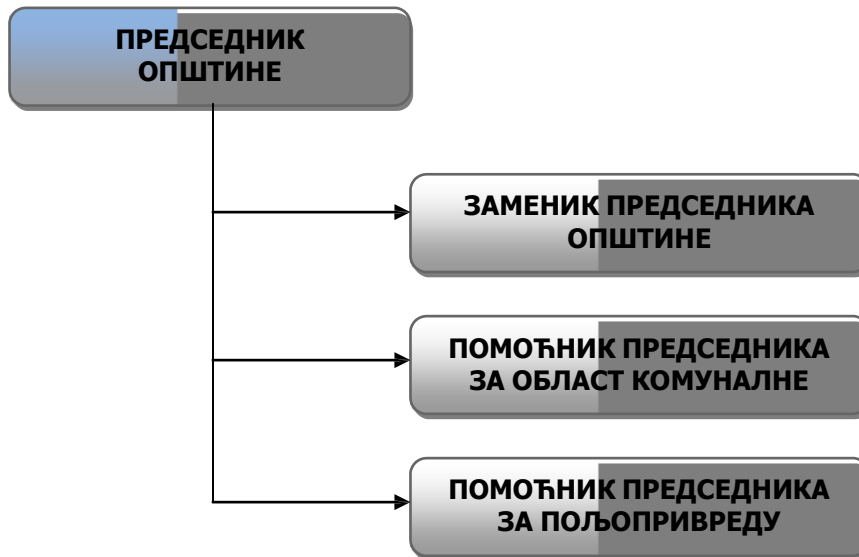 ПРЕДСЕДНИК
ОПШТИНЕ
ЗАМЕНИК ПРЕДСЕДНИКА
ОПШТИНЕ
ПОМОЋНИК ПРЕДСЕДНИКА
ЗА ОБЛАСТ КОМУНАЛНЕ
ПОМОЋНИК ПРЕДСЕДНИКА
ЗА ПОЉОПРИВРЕДУ